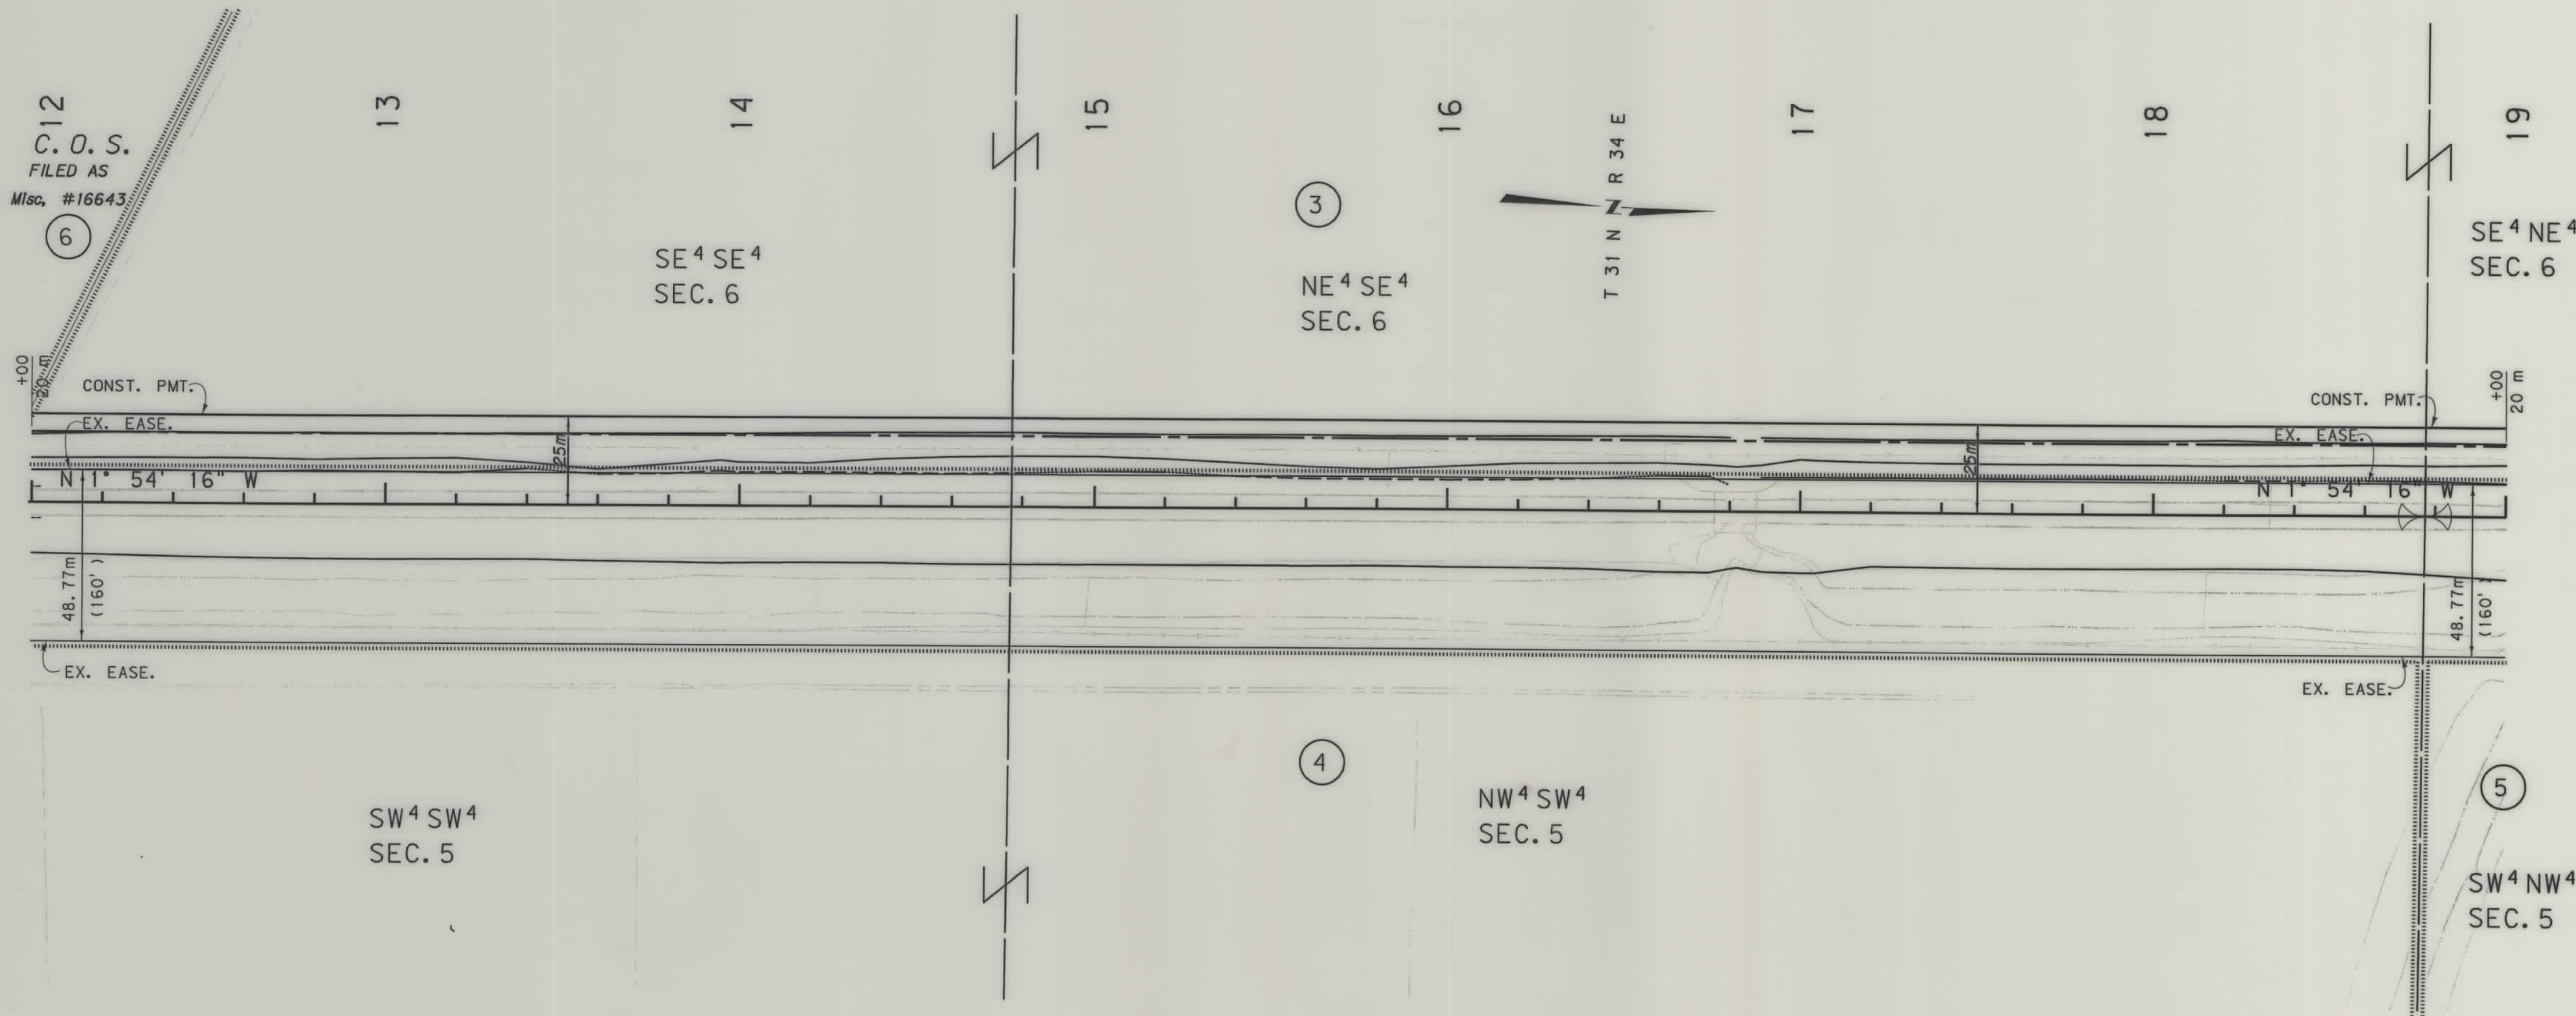 12
13
14
15
16
17
18
19
C. O. S.
FILED AS
Misc, #16643
6
3
T 31 N R 34 E
N
SE4 SE4
SEC. 6
NE4 SE4
SEC. 6
SE4 NE4
SEC. 6
+00
20 m
CONST. PMT.
EX. EASE.
25m
N 1° 54' 16" W
48.77m
(160')
EX. EASE.
CONST. PMT.
+00
20 m
EX. EASE.
25m
N 1° 54' 16" W
48.77m
(160')
EX. EASE.
4
5
SW4 SW4
SEC. 5
NW4 SW4
SEC. 5
SW4 NW4
SEC. 5